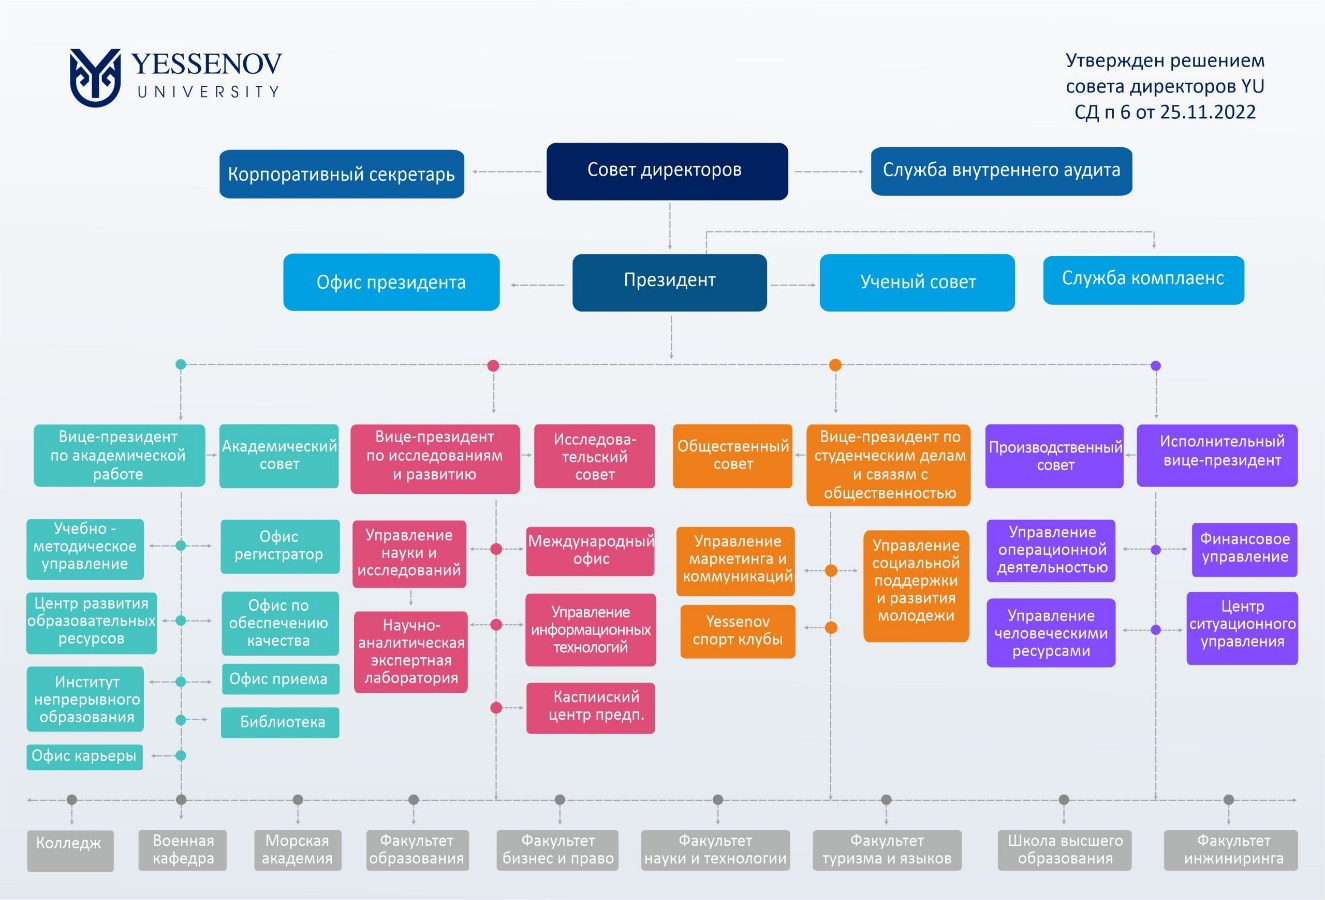 YESSENOV
UNIVERSITY
Утвержден решением
совета директоров YU
СД п 6 от 25.11.2022
Корпоративный секретарь
Совет директоров
Служба внутреннего аудита
Офис президента
Президент
Ученый совет
Служба комплаенс
Вице-президент
по академической
работе
Академический
совет
Вице-президент
по исследованиям
и развитию
Исследова-
тельский
совет
Общественный
совет
Вице-президент по
студенческим делам
и связям с
общественностью
Производственный
совет
Исполнительный
вице-президент
Учебно -
методическое
управление
Офис
регистратор
Управление
науки и
исследований
Международный
офис
Управление
маркетинга и
коммуникаций
Управление
социальной
поддержки
и развития
молодежи
Управление
операционной
деятельностью
Финансовое
управление
Центр развития
образовательных
ресурсов
Офис по
обеспечению
качества
Научно-
аналитическая
экспертная
лаборатория
Управление
информационных
технологий
Yessenov
спорт клубы
Управление
человеческими
ресурсами
Центр
ситуационного
управления
Институт
непрерывного
образования
Офис приема
Библиотека
Каспииский
центр предп.
Офис карьеры
Колледж
Военная
кафедра
Морская
академия
Факультет
образования
Факультет
бизнес и право
Факультет
науки и технологии
Факультет
туризма и языков
Школа высшего
образования
Факультет
инжиниринга